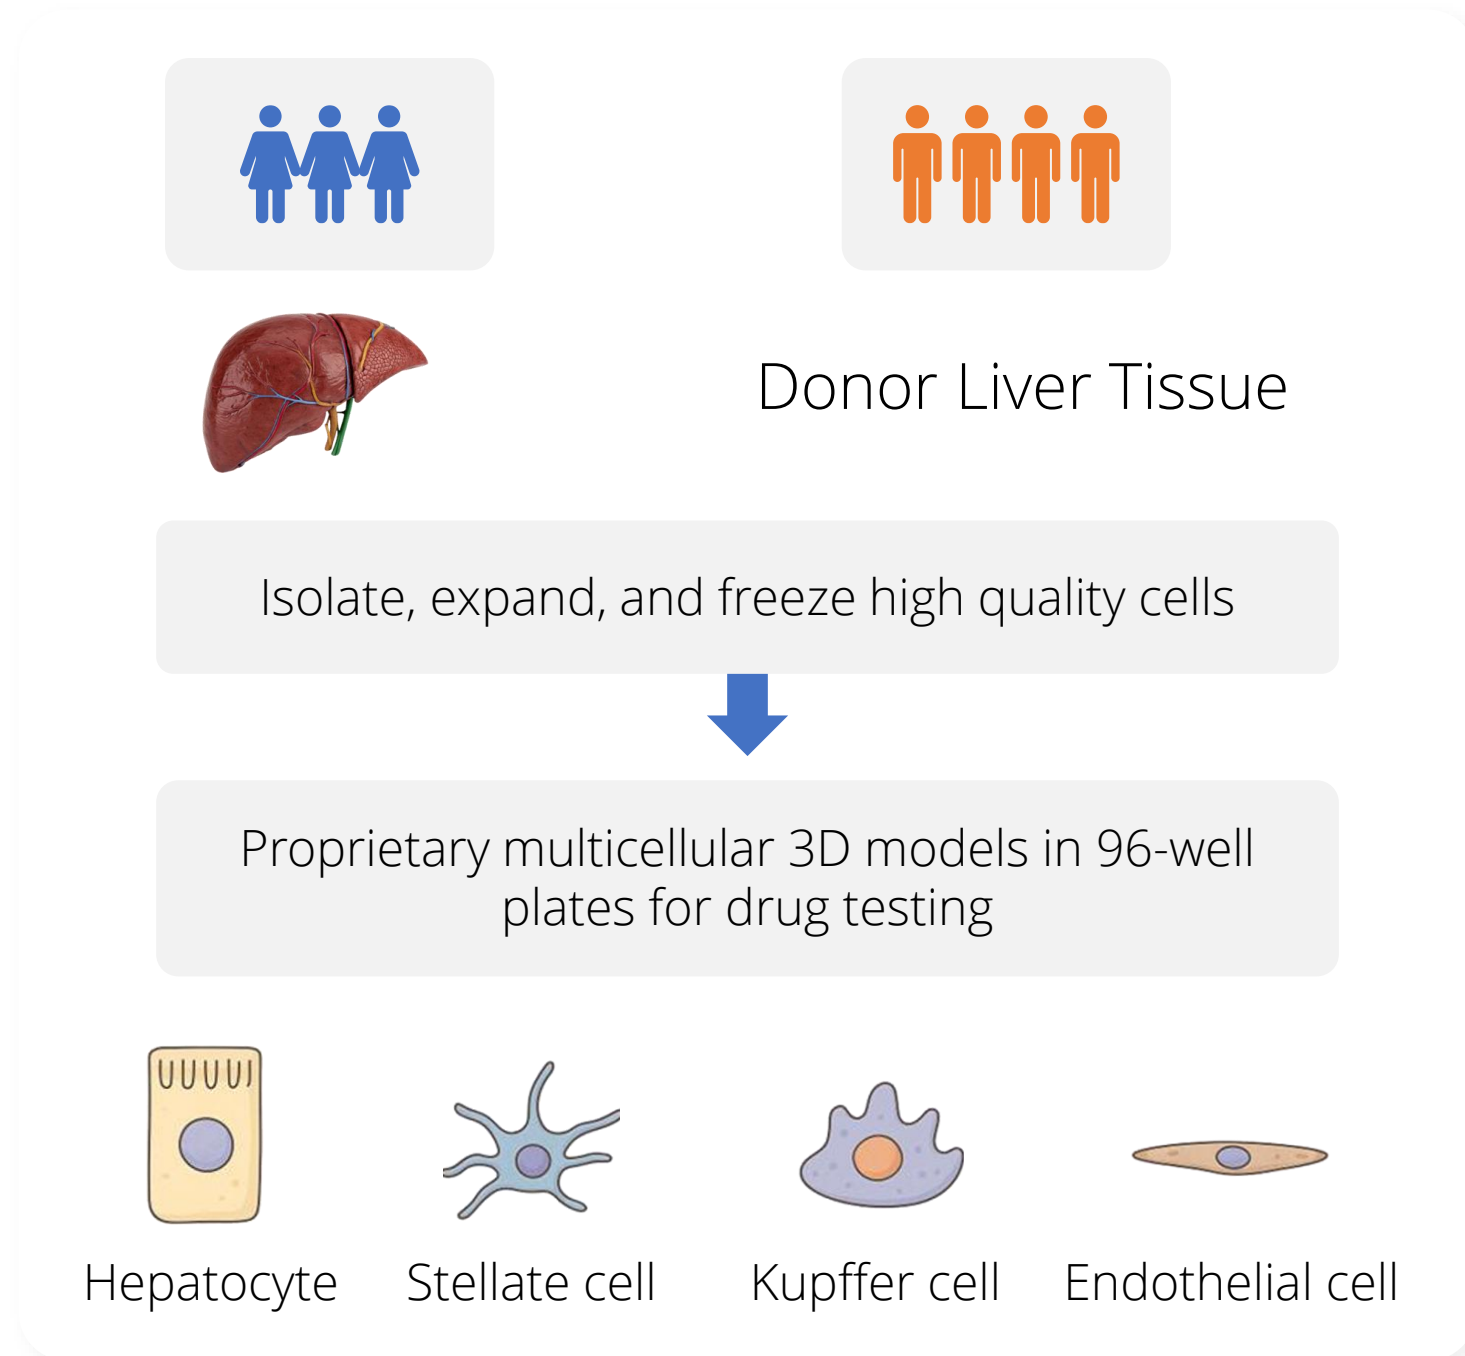 Donor Liver Tissue
Isolate, expand, and freeze high quality cells
Proprietary multicellular 3D models in 96-well
plates for drug testing
Hepatocyte
Stellate cell
Kupffer cell
Endothelial cell